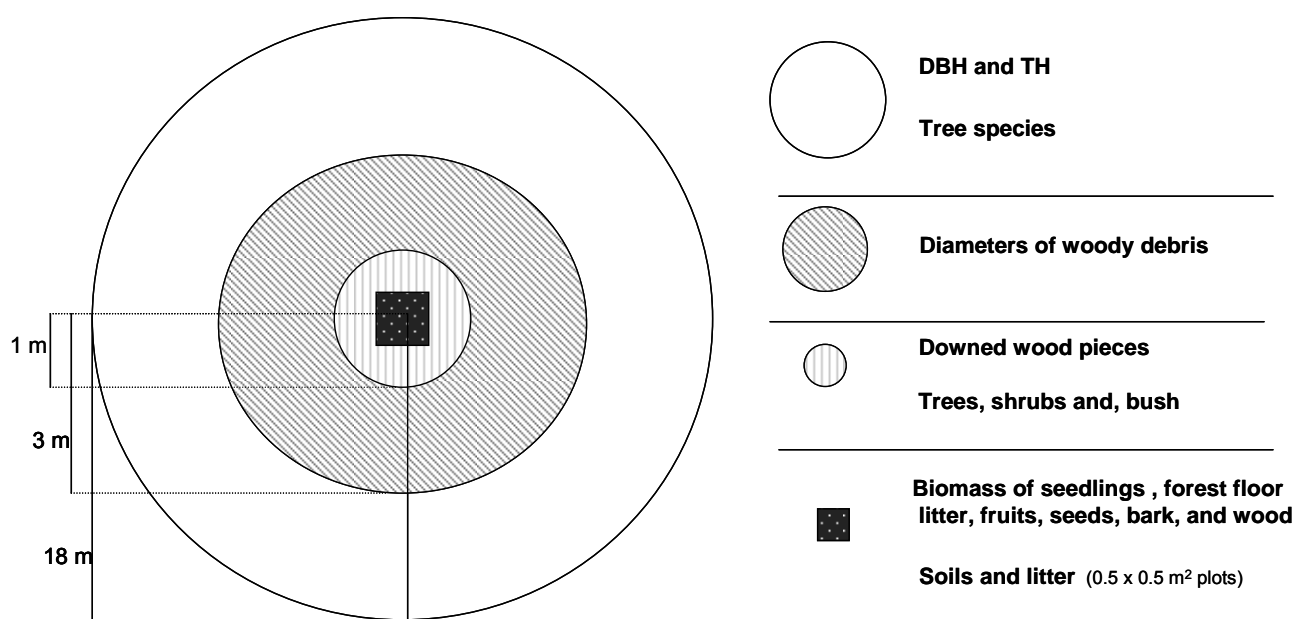 1 m
3 m
18 m
DBH and TH
Tree species
Diameters of woody debris
Downed wood pieces
Trees, shrubs and, bush
Biomass of seedlings , forest floor
litter, fruits, seeds, bark, and wood
Soils and litter (0.5 x 0.5 m² plots)